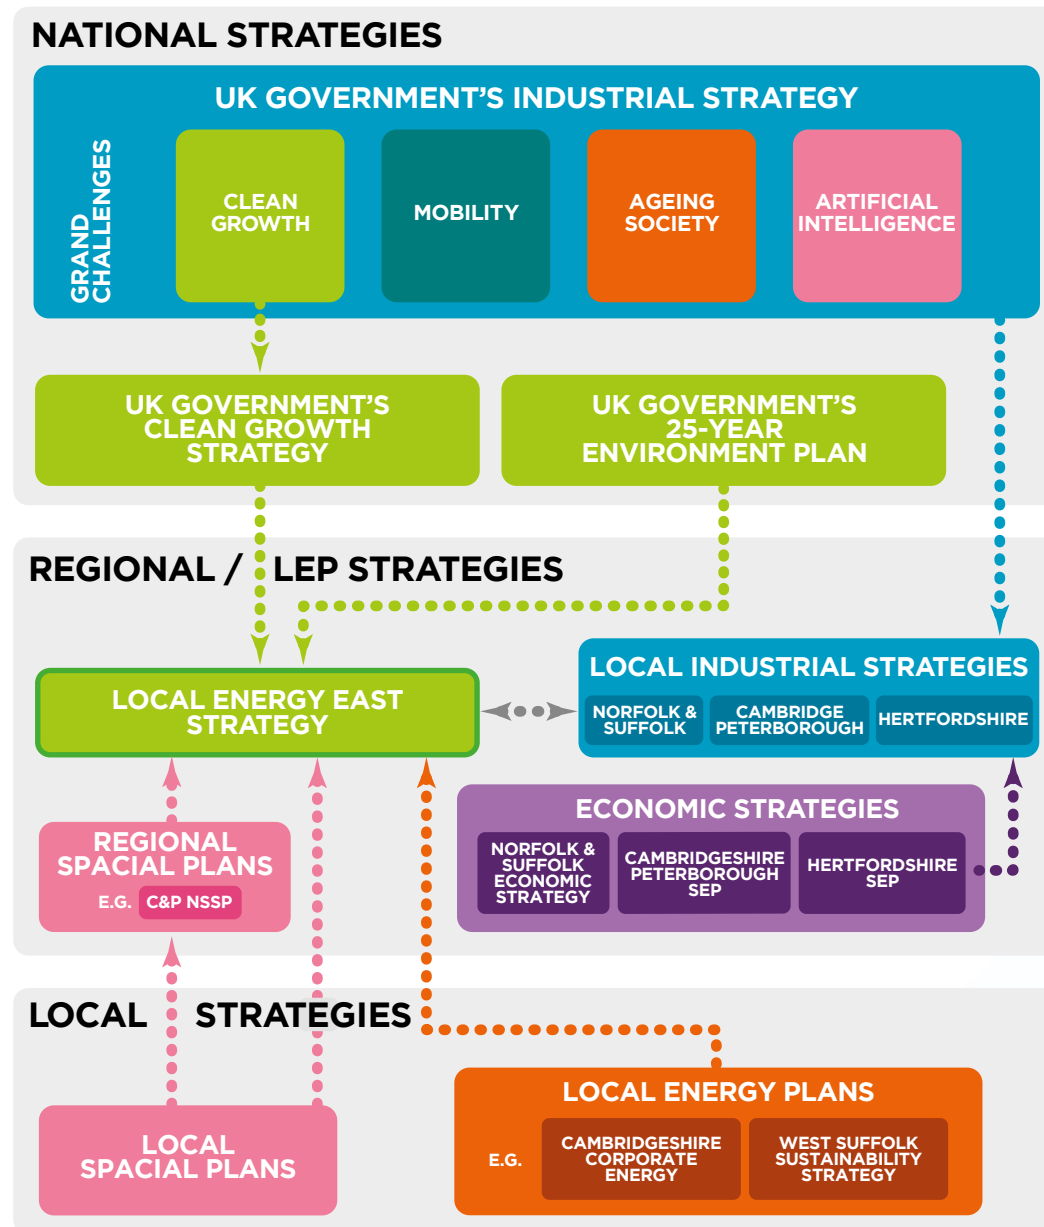 NATIONAL STRATEGIES
UK GOVERNMENT'S INDUSTRIAL STRATEGY
GRAND
CHALLENGES
CLEAN
GROWTH
MOBILITY
AGEING
SOCIETY
ARTIFICIAL
INTELLIGENCE
UK GOVERNMENT'S
CLEAN GROWTH
STRATEGY
UK GOVERNMENT'S
25-YEAR
ENVIRONMENT PLAN
REGIONAL / LEP STRATEGIES
LOCAL ENERGY EAST
STRATEGY
LOCAL INDUSTRIAL STRATEGIES
NORFOLK &
SUFFOLK
CAMBRIDGE
PETERBOROUGH
HERTFORDSHIRE
REGIONAL
SPACIAL PLANS
E.G. C&P NSSP
ECONOMIC STRATEGIES
NORFOLK &
SUFFOLK
ECONOMIC
STRATEGY
CAMBRIDGESHIRE
PETERBOROUGH
SEP
HERTFORDSHIRE
SEP
LOCAL STRATEGIES
LOCAL
SPACIAL PLANS
LOCAL ENERGY PLANS
E.G.
CAMBRIDGESHIRE
CORPORATE
ENERGY
WEST SUFFOLK
SUSTAINABILITY
STRATEGY